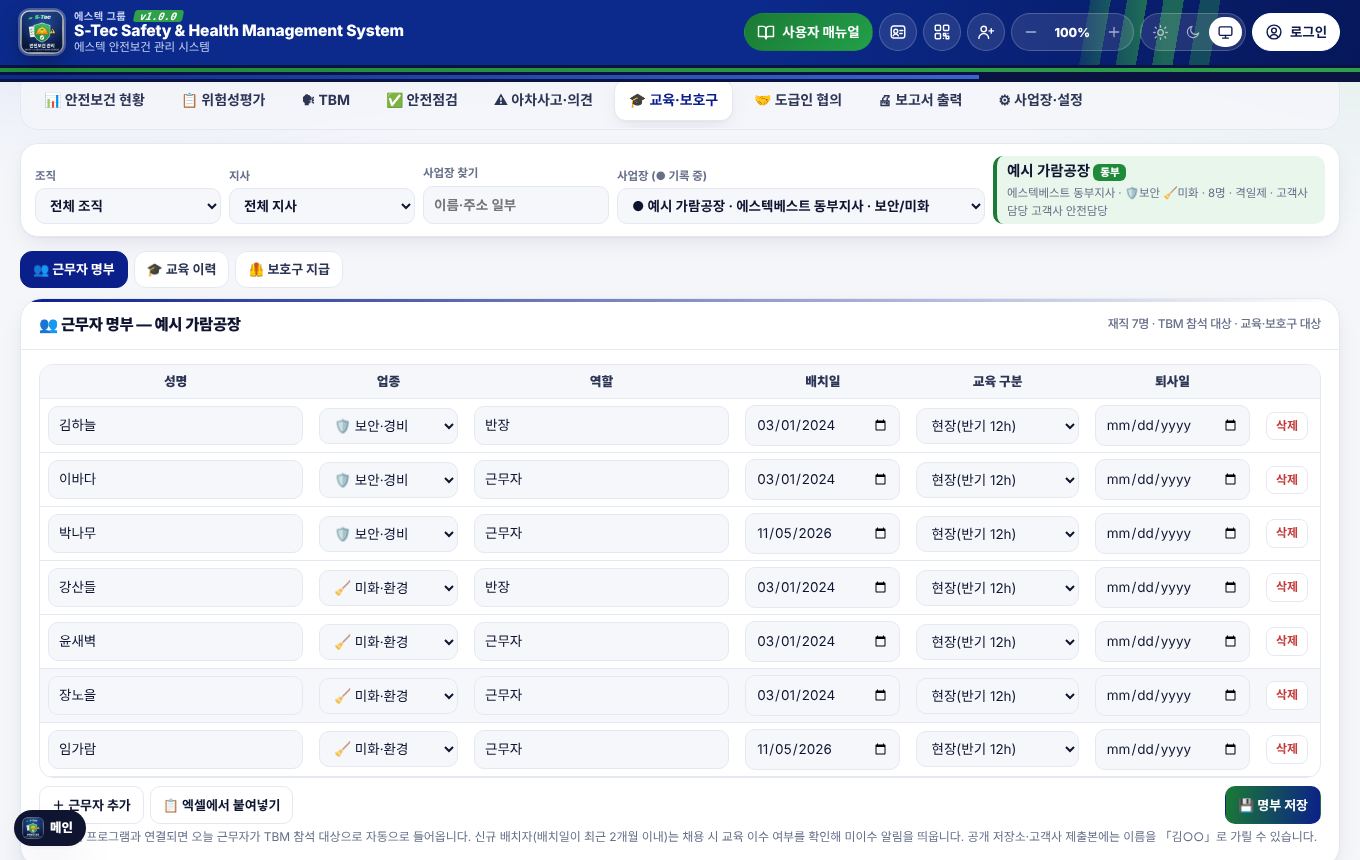 에스텍 그룹 v1.0.0
S-Tec Safety & Health Management System
에스텍 안전보건 관리 시스템
사용자 매뉴얼
100%
로그인
안전보건 현황 위험성평가 TBM 안전점검 아차사고·의견 교육·보호구 도급인 협의 보고서 출력 사업장·설정
조직 지사 사업장 찾기 사업장 (● 기록 중)
전체 조직 전체 지사 이름·주소 일부 ● 예시 가람공장 · 에스텍베스트 동부지사 · 보안/미화
예시 가람공장 동부
에스텍베스트 동부지사 · 보안 미화 · 8명 · 격일제 · 고객사
담당 고객사 안전담당
근무자 명부 교육 이력 보호구 지급
근무자 명부 — 예시 가람공장
재직 7명 · TBM 참석 대상 · 교육·보호구 대상
성명 업종 역할 배치일 교육 구분 퇴사일
김하늘 보안·경비 반장 03/01/2024 현장(반기 12h) mm/dd/yyyy 삭제
이바다 보안·경비 근무자 03/01/2024 현장(반기 12h) mm/dd/yyyy 삭제
박나무 보안·경비 근무자 11/05/2026 현장(반기 12h) mm/dd/yyyy 삭제
강산들 미화·환경 반장 03/01/2024 현장(반기 12h) mm/dd/yyyy 삭제
윤새벽 미화·환경 근무자 03/01/2024 현장(반기 12h) mm/dd/yyyy 삭제
장노을 미화·환경 근무자 03/01/2024 현장(반기 12h) mm/dd/yyyy 삭제
임가람 미화·환경 근무자 11/05/2026 현장(반기 12h) mm/dd/yyyy 삭제
+ 근무자 추가 엑셀에서 붙여넣기 명부 저장
메인
프로그램과 연결되면 오늘 근무자가 TBM 참석 대상으로 자동으로 들어옵니다. 신규 배치자(배치일이 최근 2개월 이내)는 채용 시 교육 이수 여부를 확인해 미이수 알림을 띄웁니다. 공개 저장소·고객사 제출본에는 이름을 「김○○」로 가릴 수 있습니다.